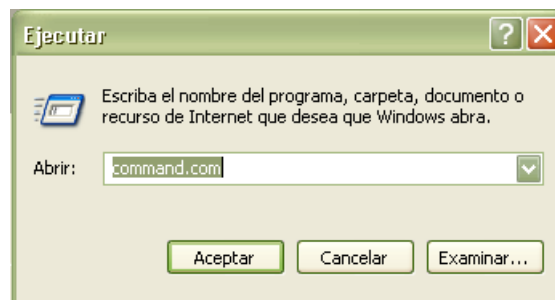 Ejecutar
Escriba el nombre del programa, carpeta, documento o
recurso de Internet que desea que Windows abra.
Abrir: command.com
Aceptar Cancelar Examinar...